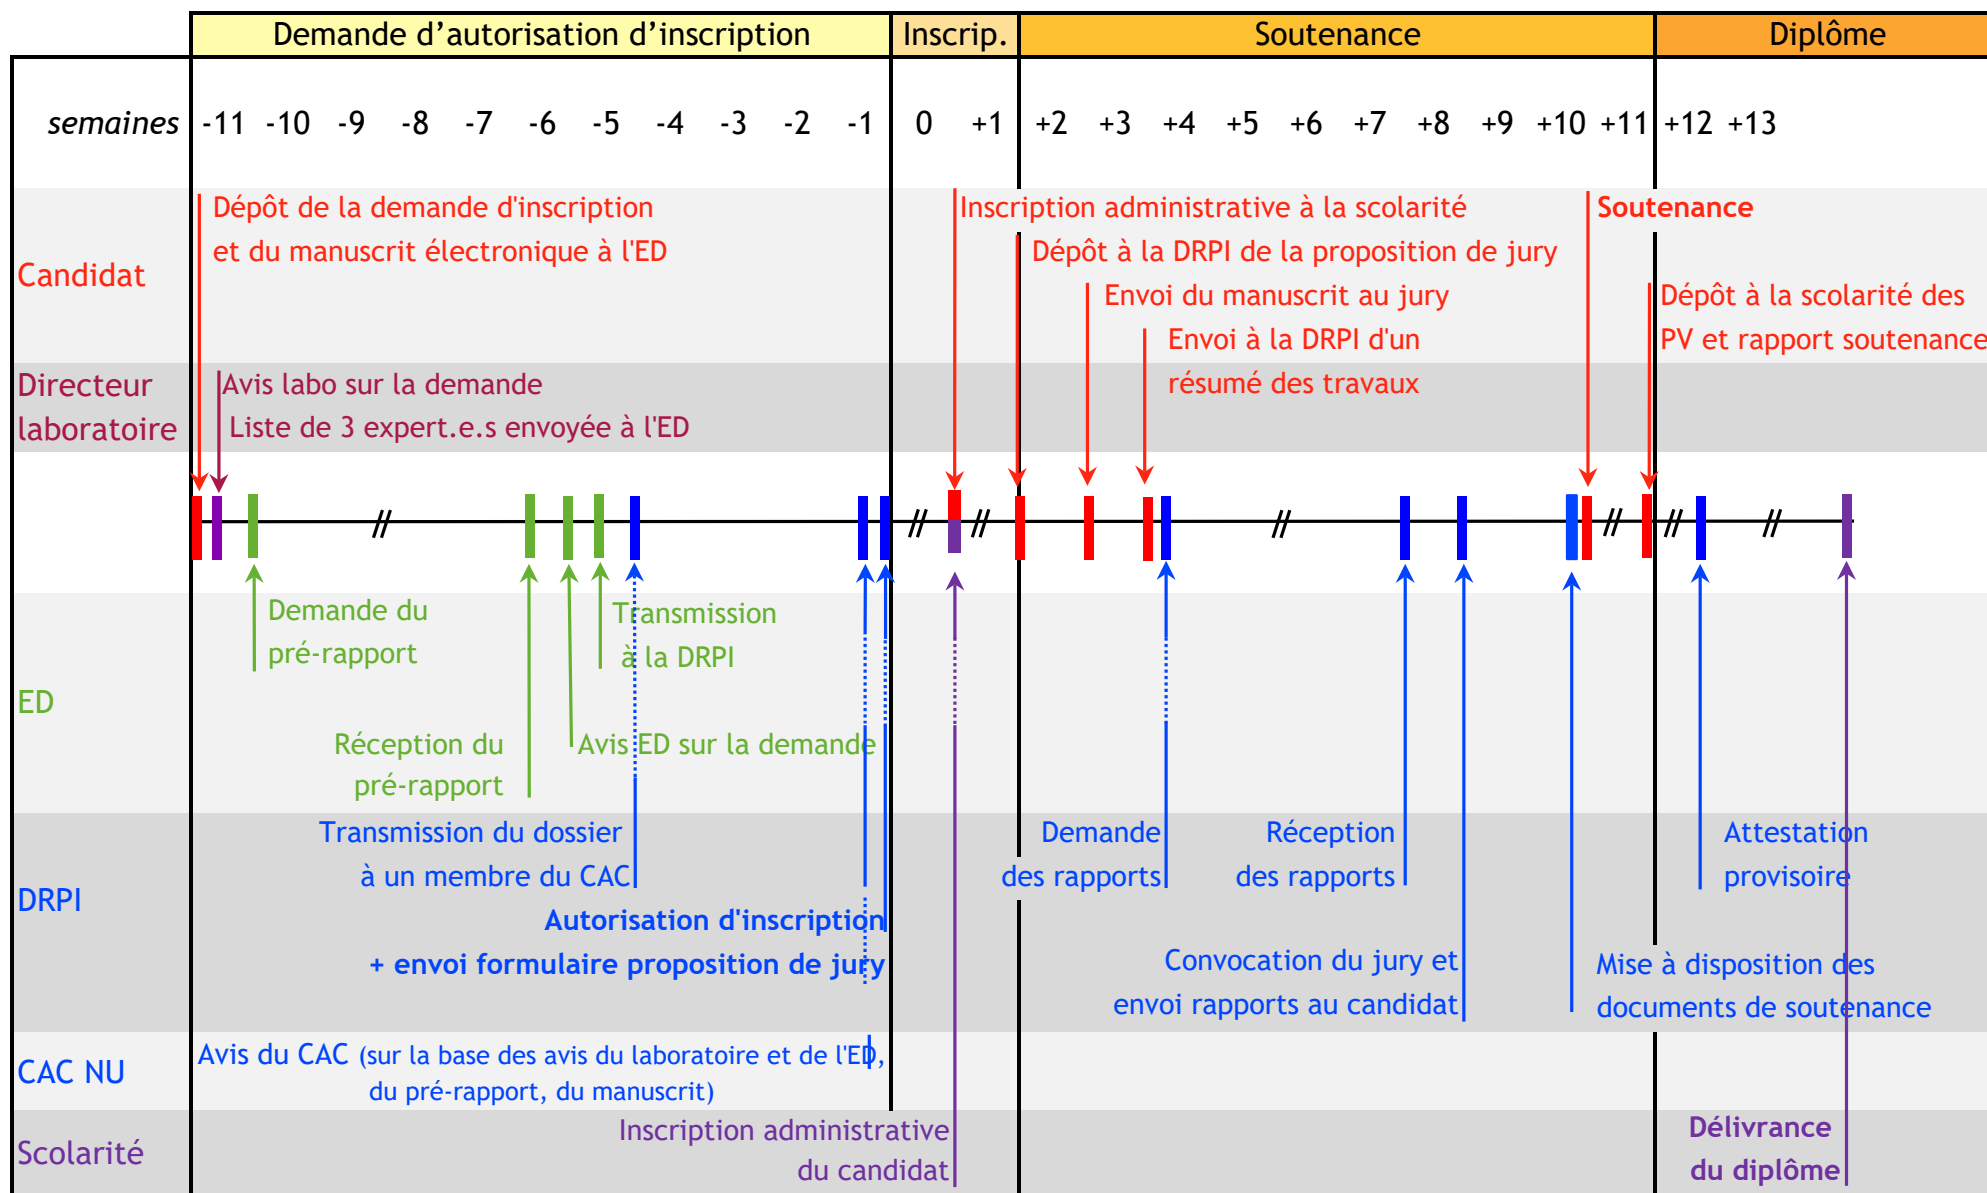 Demande d’autorisation d’inscription Inscrip. Soutenance Diplôme
semaines -11 -10 -9 -8 -7 -6 -5 -4 -3 -2 -1 0 +1 +2 +3 +4 +5 +6 +7 +8 +9 +10 +11 +12 +13
Candidat
Dépôt de la demande d'inscription
et du manuscrit électronique à l'ED
Inscription administrative à la scolarité
Dépôt à la DRPI de la proposition de jury
Envoi du manuscrit au jury
Envoi à la DRPI d'un
résumé des travaux
Soutenance
Dépôt à la scolarité des
PV et rapport soutenance
Directeur
laboratoire
Avis labo sur la demande
Liste de 3 expert.e.s envoyée à l'ED
ED
Demande du
pré-rapport
Transmission
à la DRPI
Réception du
pré-rapport
Avis ED sur la demande
DRPI
Transmission du dossier
à un membre du CAC
Autorisation d'inscription
+ envoi formulaire proposition de jury
Demande
des rapports
Réception
des rapports
Convocation du jury et
envoi rapports au candidat
Attestation
provisoire
Mise à disposition des
documents de soutenance
CAC NU
Avis du CAC (sur la base des avis du laboratoire et de l'ED,
du pré-rapport, du manuscrit)
Scolarité
Inscription administrative
du candidat
Délivrance
du diplôme